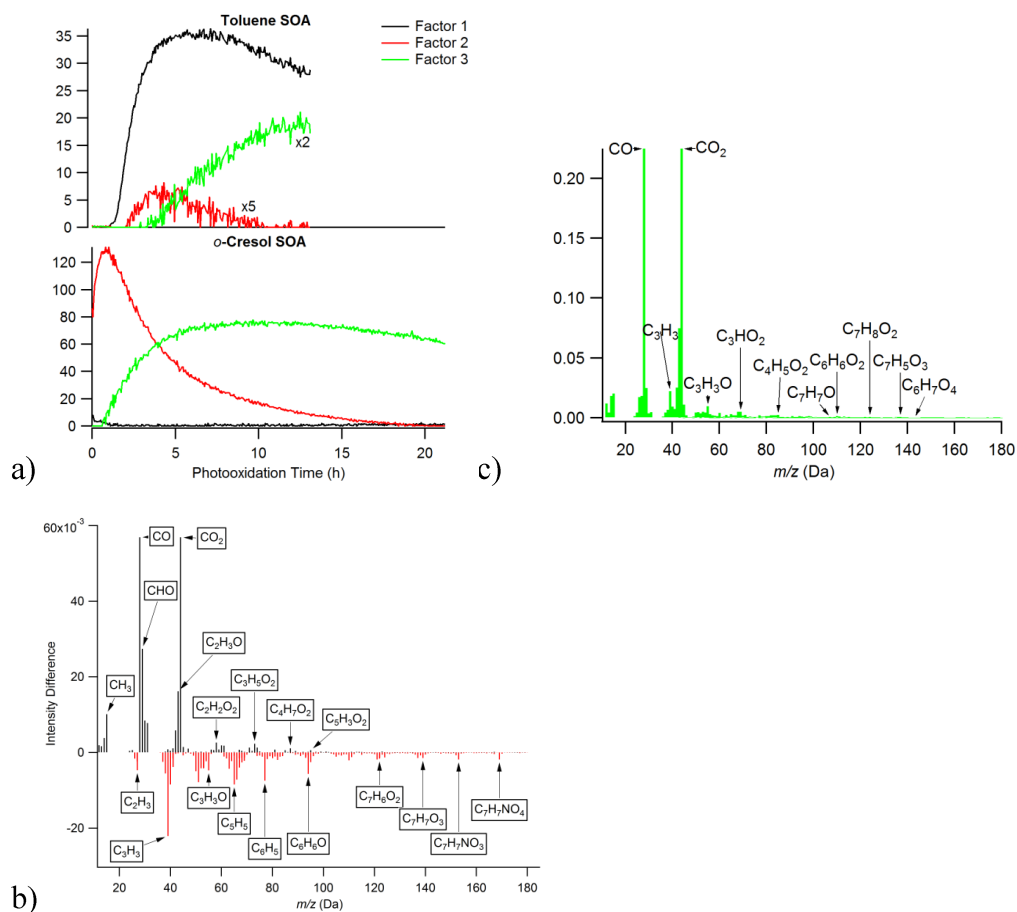 Toluene SOA
Factor 1
Factor 2
Factor 3
35
30
25
20
15
10
5
0
x2
x5
o-Cresol SOA
120
100
80
60
40
20
0
0 5 10 15 20
Photooxidation Time (h)
a)
CO
CO2
0.20
0.15
0.10
0.05
0.00
C3H3
C3HO2
C7H8O2
C3H3O
C4H5O2
C6H6O2
C7H5O3
C7H7O
C6H7O4
20 40 60 80 100 120 140 160 180
m/z (Da)
c)
60x10-3
40
20
0
-20
Intensity Difference
CO
CO2
CHO
C2H3O
CH3
C3H5O2
C2H2O2
C4H7O2
C5H3O2
C2H3
C3H3O
C5H5
C7H6O2
C7H7O3
C7H7NO4
C3H3
C6H5
C6H6O
C7H7NO3
20 40 60 80 100 120 140 160 180
m/z (Da)
b)